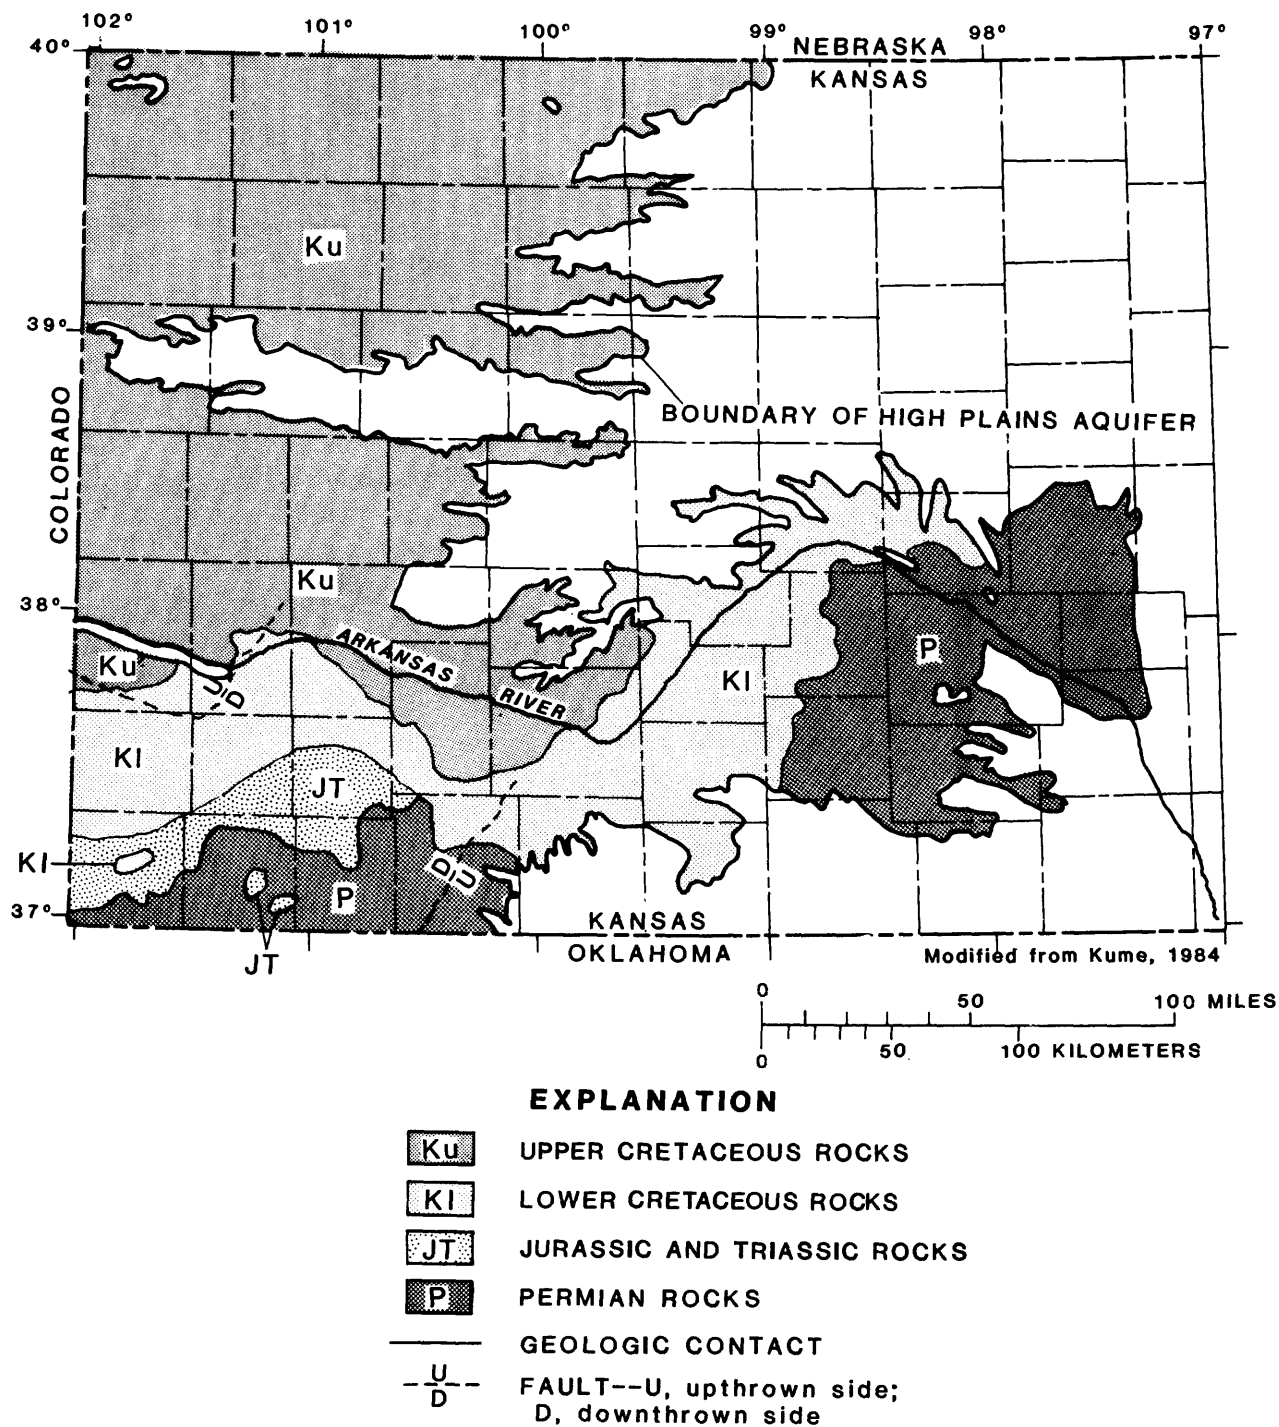 102° 101° 100° 99° 98° 97°
40°
NEBRASKA
KANSAS
Ku
39°
COLORADO
BOUNDARY OF HIGH PLAINS AQUIFER
Ku
38°
ARKANSAS
RIVER
Ku
U
D
P
Kl
Kl
JT
Kl
D
U
P
37°
KANSAS
OKLAHOMA
JT
Modified from Kume, 1984
0 50 100 MILES
0 50 100 KILOMETERS
EXPLANATION
Ku UPPER CRETACEOUS ROCKS
Kl LOWER CRETACEOUS ROCKS
JT JURASSIC AND TRIASSIC ROCKS
P PERMIAN ROCKS
GEOLOGIC CONTACT
U
D
FAULT--U, upthrown side;
D, downthrown side